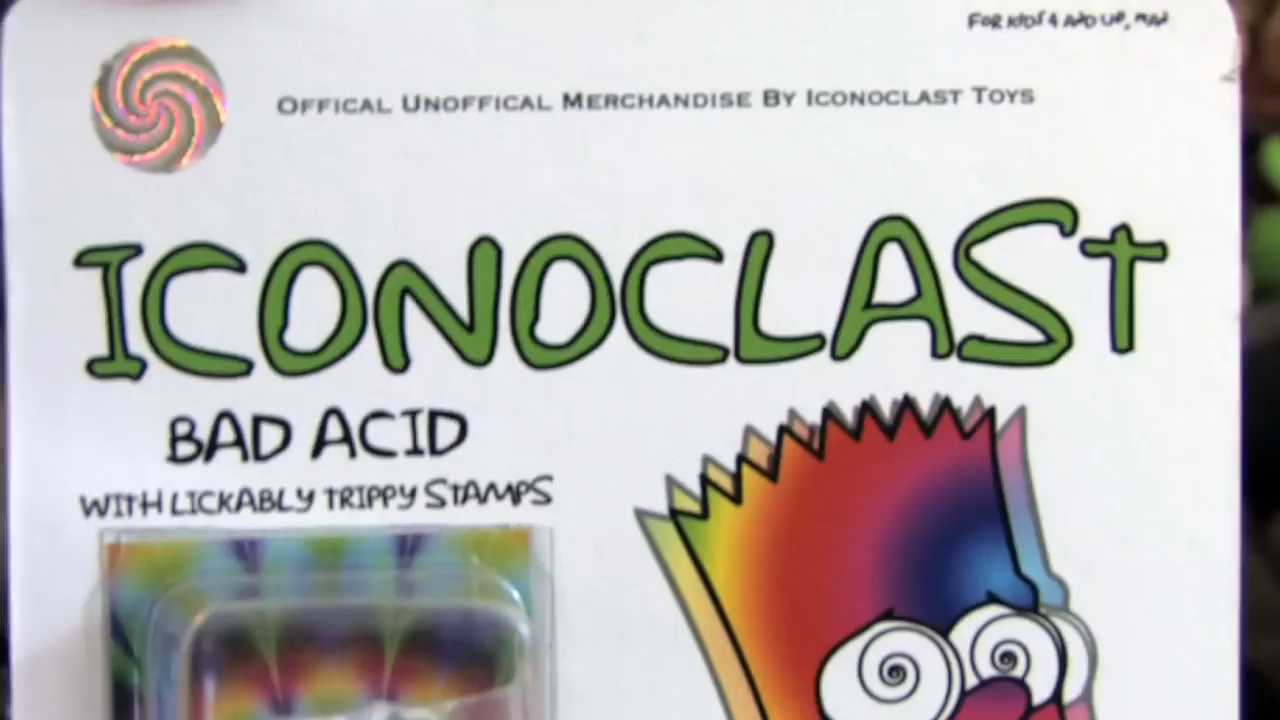 FOR KIDS 4 AND UP, MAN
OFFICAL UNOFFICAL MERCHANDISE BY ICONOCLAST TOYS
ICONOCLASt
BAD ACID
WITH LICKABLY TRIPPY STAMPS